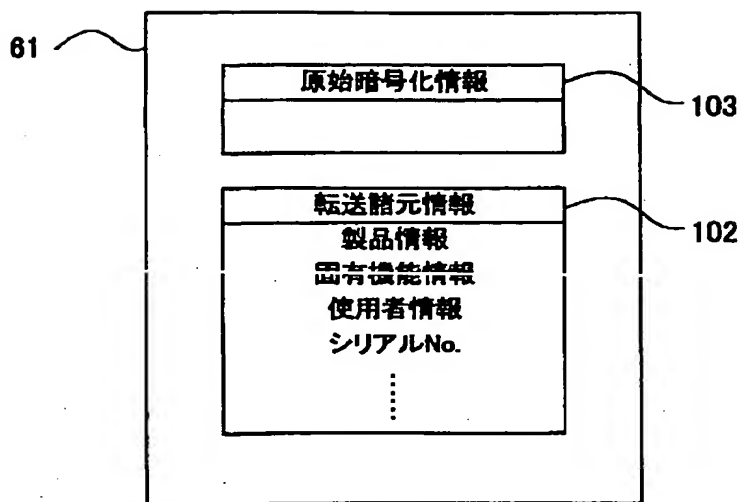 61
原始暗号化情報
103
転送諸元情報
102
製品情報
固有機能情報
使用者情報
シリアルNo.